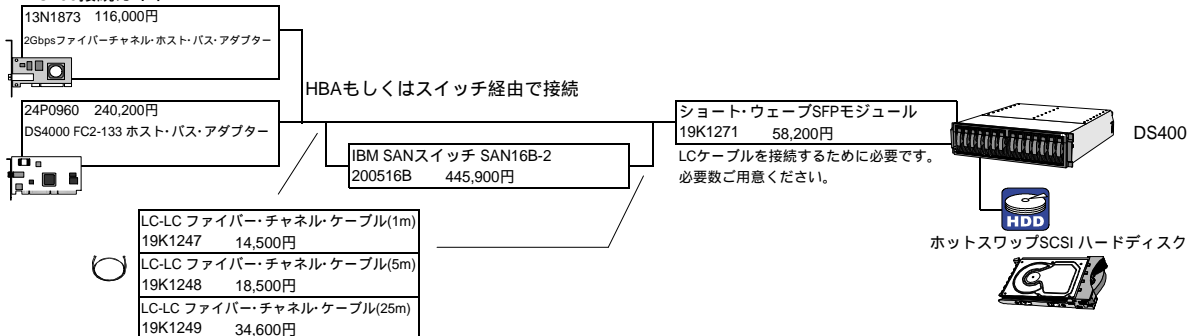 13N1873 116,000円
2Gbpsファイバーチャネル・ホスト・バス・アダプター
HBAもしくはスイッチ経由で接続
24P0960 240,200円
DS4000 FC2-133 ホスト・バス・アダプター
ショート・ウェーブSFPモジュール
19K1271 58,200円
LCケーブルを接続するために必要です。
必要数ご用意ください。
DS400
IBM SANスイッチ SAN16B-2
200516B 445,900円
HDD
ホットスワップSCSI ハードディスク
LC-LC ファイバー・チャネル・ケーブル(1m)
19K1247 14,500円
LC-LC ファイバー・チャネル・ケーブル(5m)
19K1248 18,500円
LC-LC ファイバー・チャネル・ケーブル(25m)
19K1249 34,600円